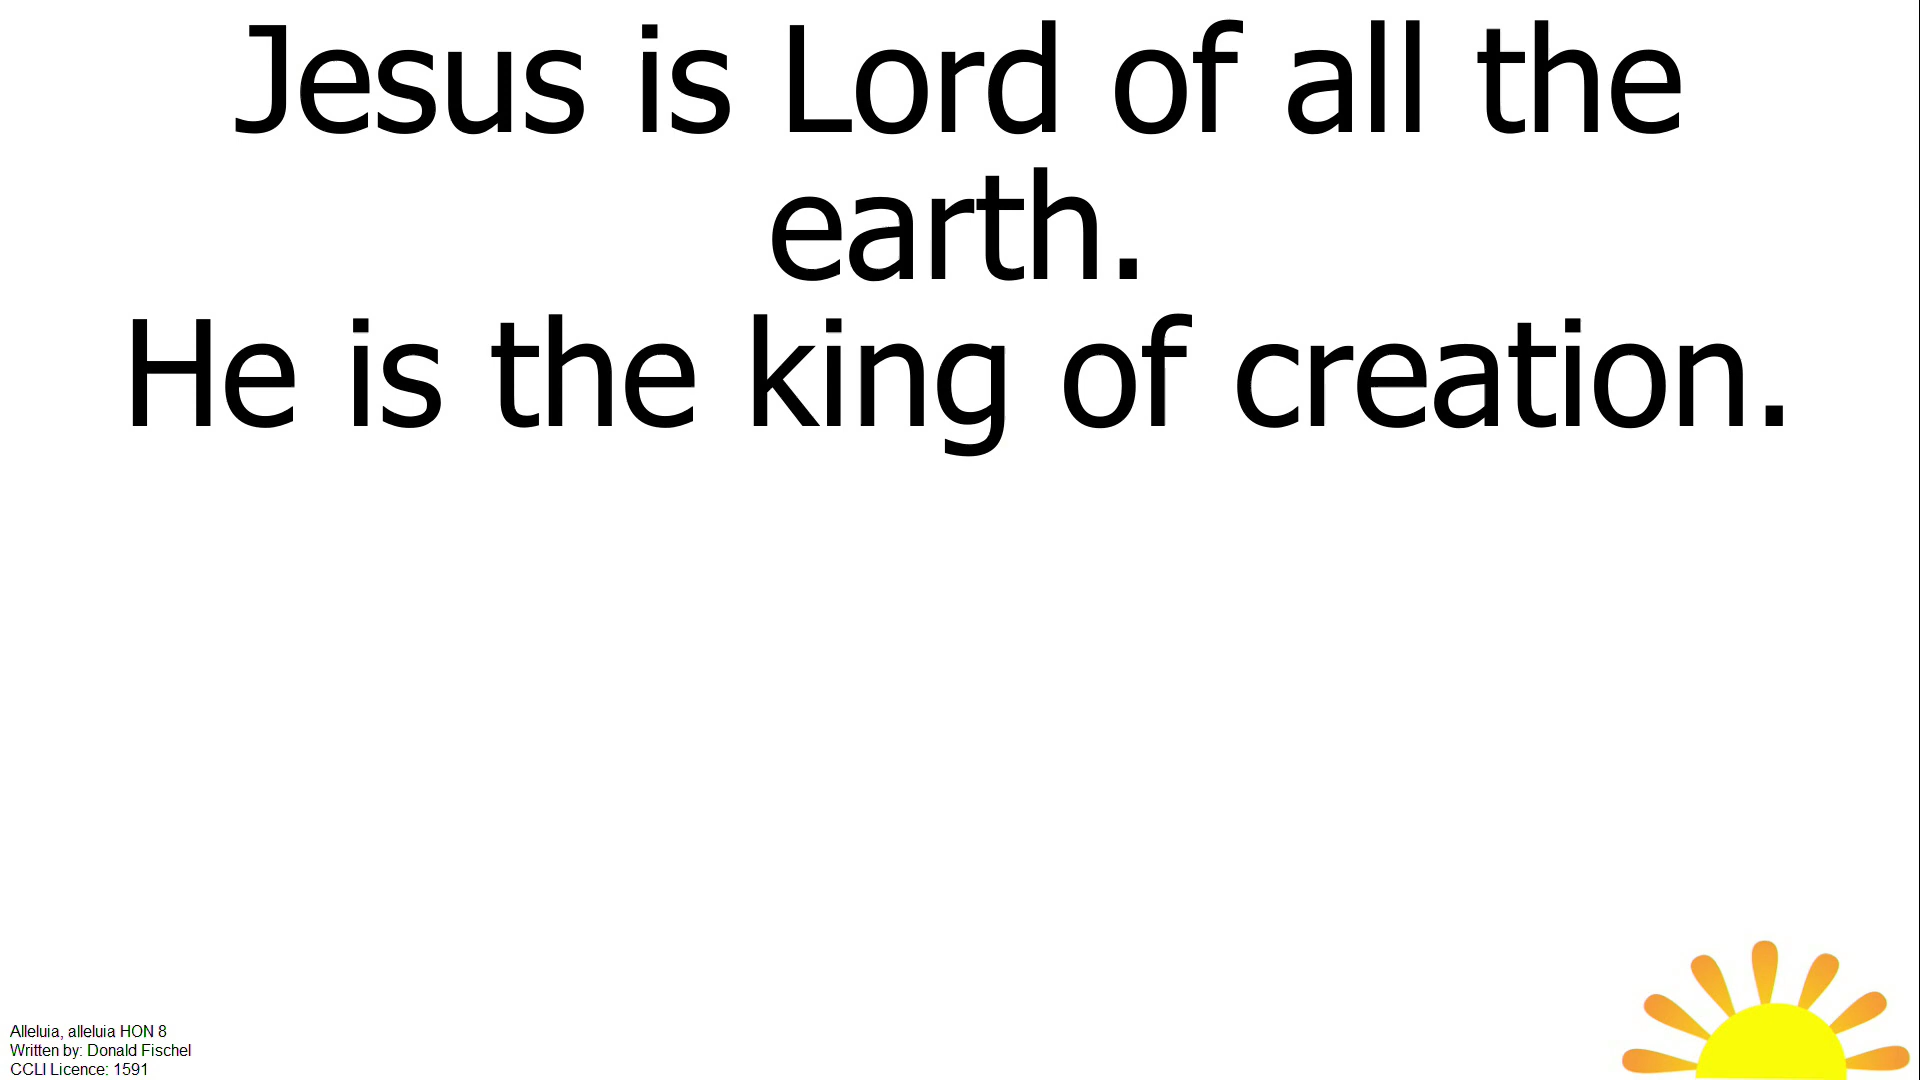 Jesus is Lord of all the
earth.
He is the king of creation.
Alleluia, alleluia HON 8
Written by: Donald Fischel
CCLI Licence: 1591